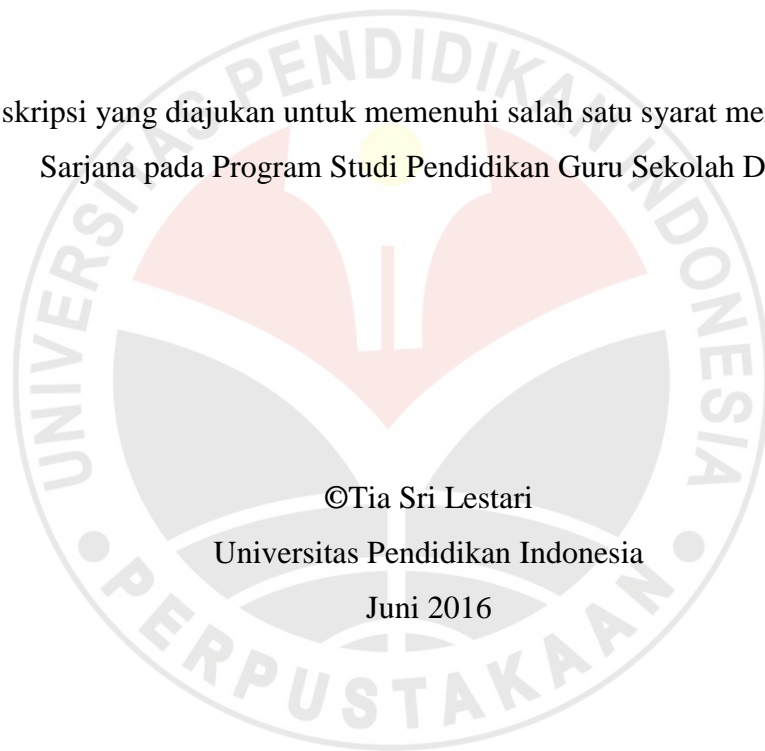 skripsi yang diajukan untuk memenuhi salah satu syarat
Sarjana pada Program Studi Pendidikan Guru Sekolah
©Tia Sri Lestari
Universitas Pendidikan Indonesia
Juni 2016
UNIVERSITAS PENDIDIKAN INDONESIA
PERPUSTAKAAN